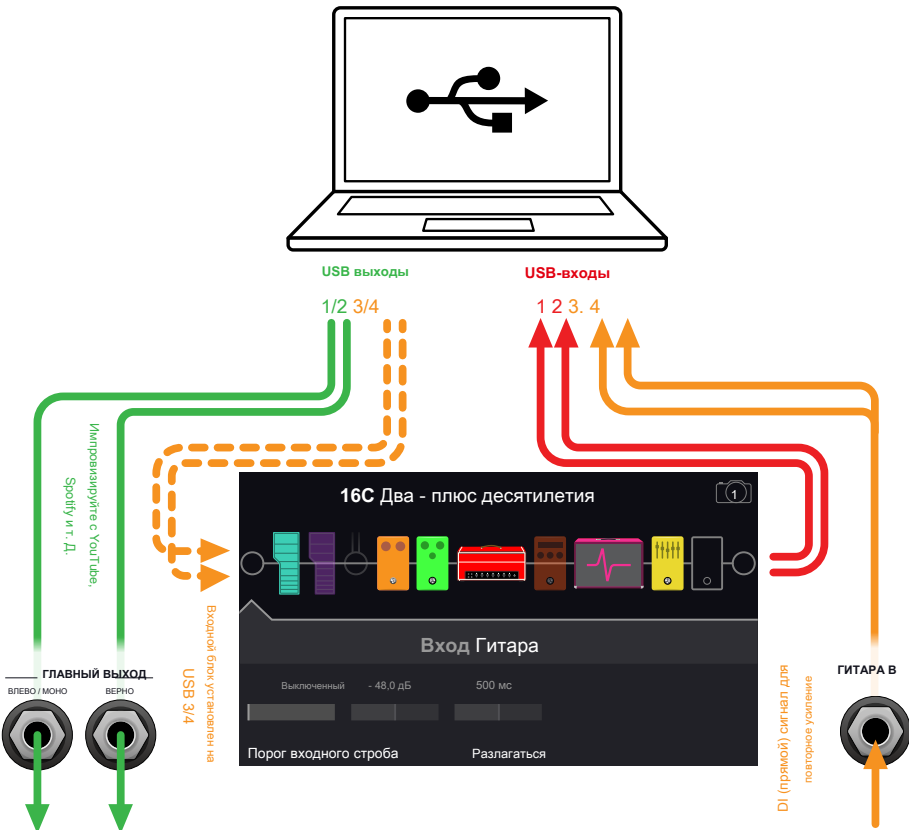 USB выходы
USB-входы
1/2 3/4
1 2 3. 4
Импровизируйте с YouTube,
Spotify и т. Д.
16C Два - плюс десятилетия
1
Входной блок установлен на
USB 3/4
Вход Гитара
Выключенный
- 48,0 дБ
500 мс
Порог входного строба
Разлагаться
ГЛАВНЫЙ ВЫХОД
ВЛЕВО / МОНО
ВЕРНО
DI (прямой) сигнал для
повторное усиление
ГИТАРА В